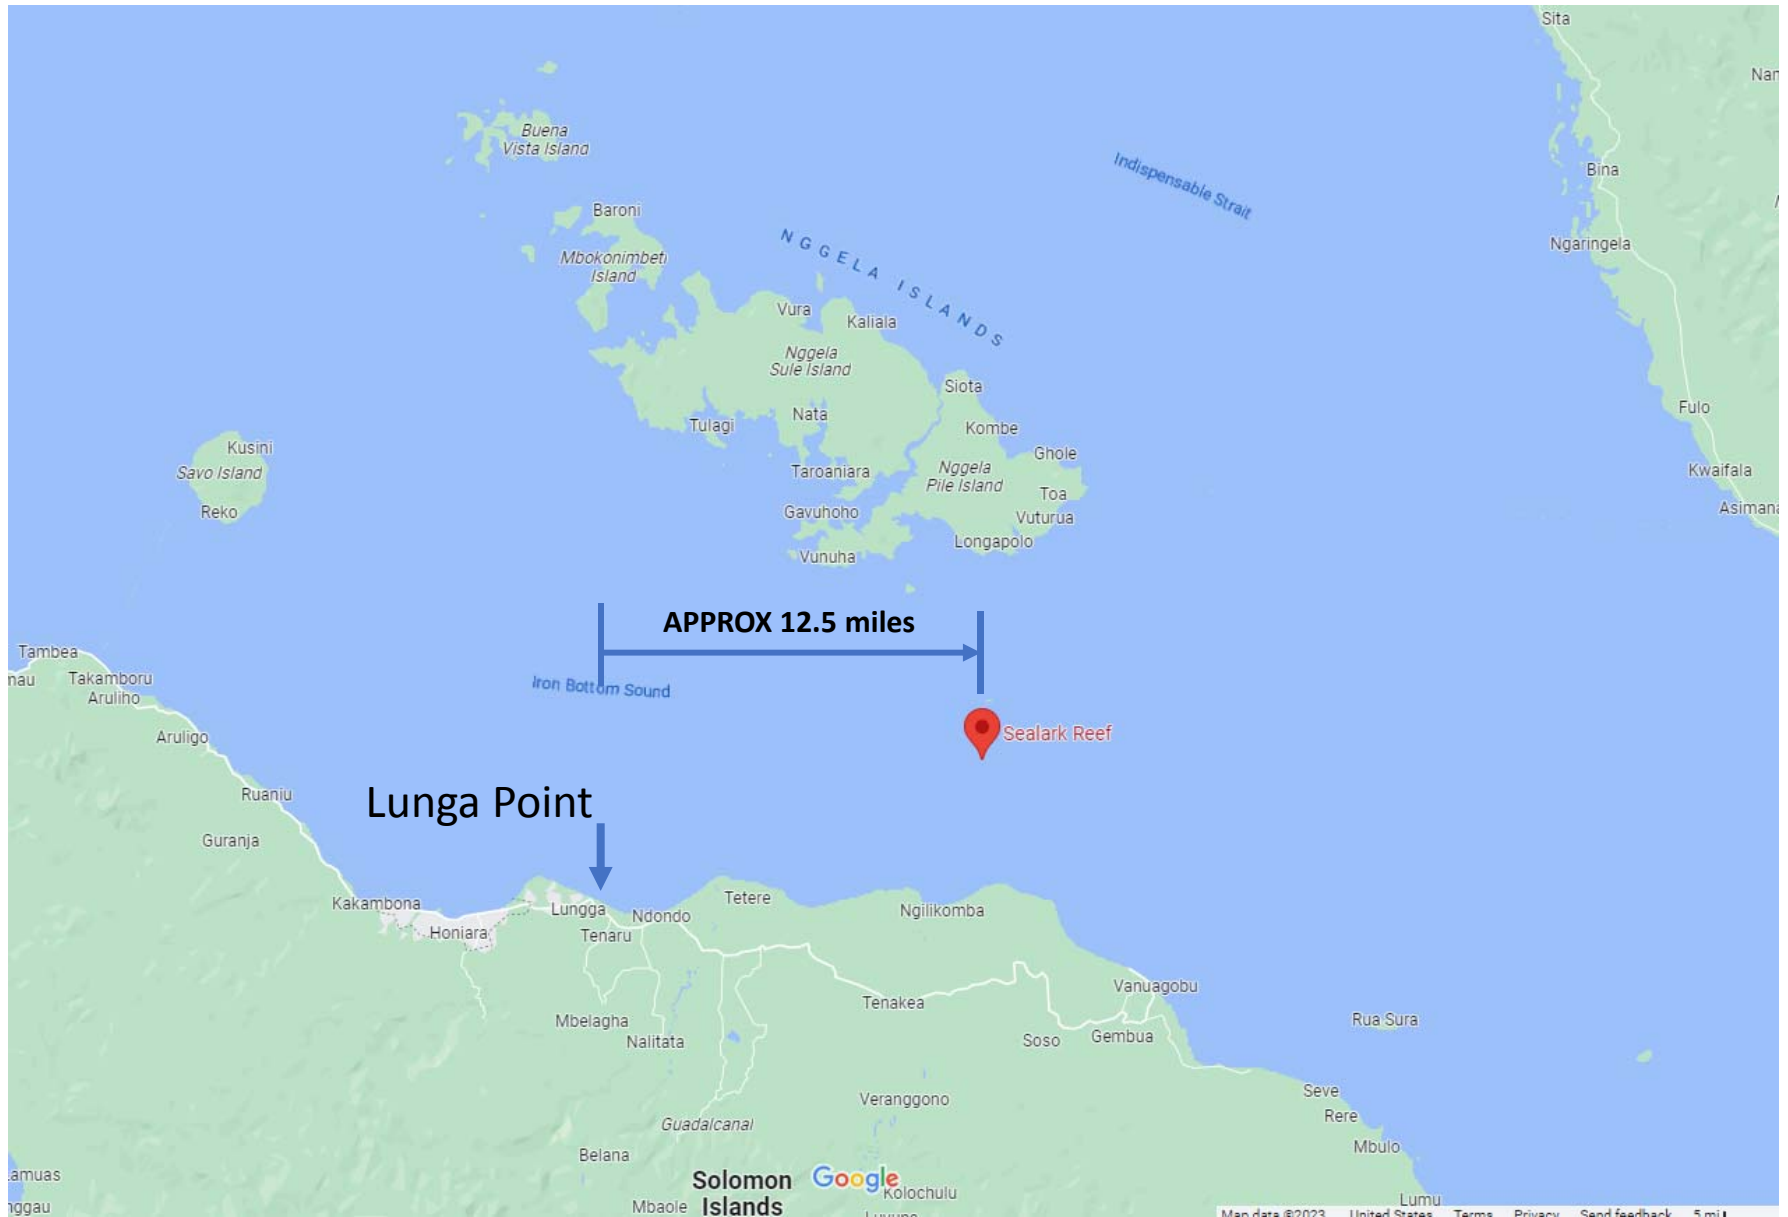 Sita
Nar
Buena
Vista Island
Indispensable Strait
Bina
Baroni
NGGELA ISLANDS
Ngaringela
Mbokonimbeti
Island
Vura
Kaliala
Nggela
Sule Island
Siota
Fulo
Nata
Tulagi
Kombe
Kusini
Ghole
Savo Island
Taroaniara
Nggela
Pile Island
Kwaifala
Toa
Reko
Gavuhoho
Vuturua
Asimana
Longapolo
Vunuha
APPROX 12.5 miles
Tambea
nau
Takamboru
Aruliho
Iron Bottom Sound
Aruligo
Sealark Reef
Ruaniu
Lunga Point
Guranja
Kakambona
Lungga
Ndondo
Tetere
Ngilikomba
Honiara
Tenaru
Vanuagobu
Tenakea
Mbelagha
Rua Sura
Nalitata
Soso
Gembua
Veranggono
Seve
Rere
Guadalcanal
Mbulo
Belana
amuas
Solomon
Islands
Google
Kolochulu
nggau
Mbaole
Lumu
Map data ©2023 United States Terms Privacy Send feedback 5 mi